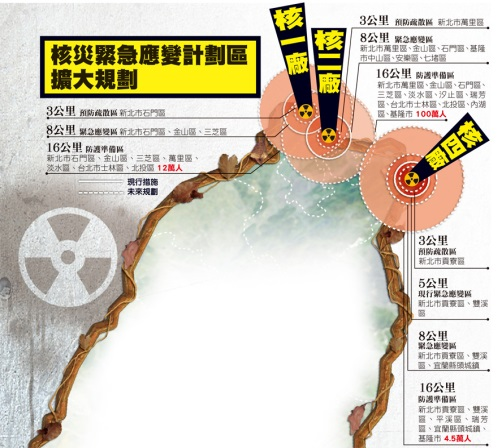 核災緊急應變計劃區
擴大規劃
核一廠
核二廠
核四廠
3公里 預防疏散區 新北市石門區
8公里 緊急應變區 新北市石門區、金山區、三芝區
16公里 防護準備區
新北市石門區、金山區、三芝區、萬里區、
淡水區、台北市士林區、北投區 12萬人
現行措施
未來規劃
3公里 預防疏散區 新北市萬里區
8公里 緊急應變區
新北市萬里區、金山區、石門區、基隆
市中山區、安樂區、七堵區
16公里 防護準備區
新北市萬里區、金山區、石門區、
三芝區、淡水區、汐止區、瑞芳
區、台北市士林區、北投區、內湖
區、基隆市 100萬人
3公里
預防疏散區
新北市貢寮區
5公里
現行緊急應變區
新北市貢寮區、雙溪
區
8公里
緊急應變區
新北市貢寮區、雙溪
區、宜蘭縣頭城鎮
16公里
防護準備區
新北市貢寮區、雙溪
區、平溪區、瑞芳
區、宜蘭縣頭城鎮、
基隆市 4.5萬人